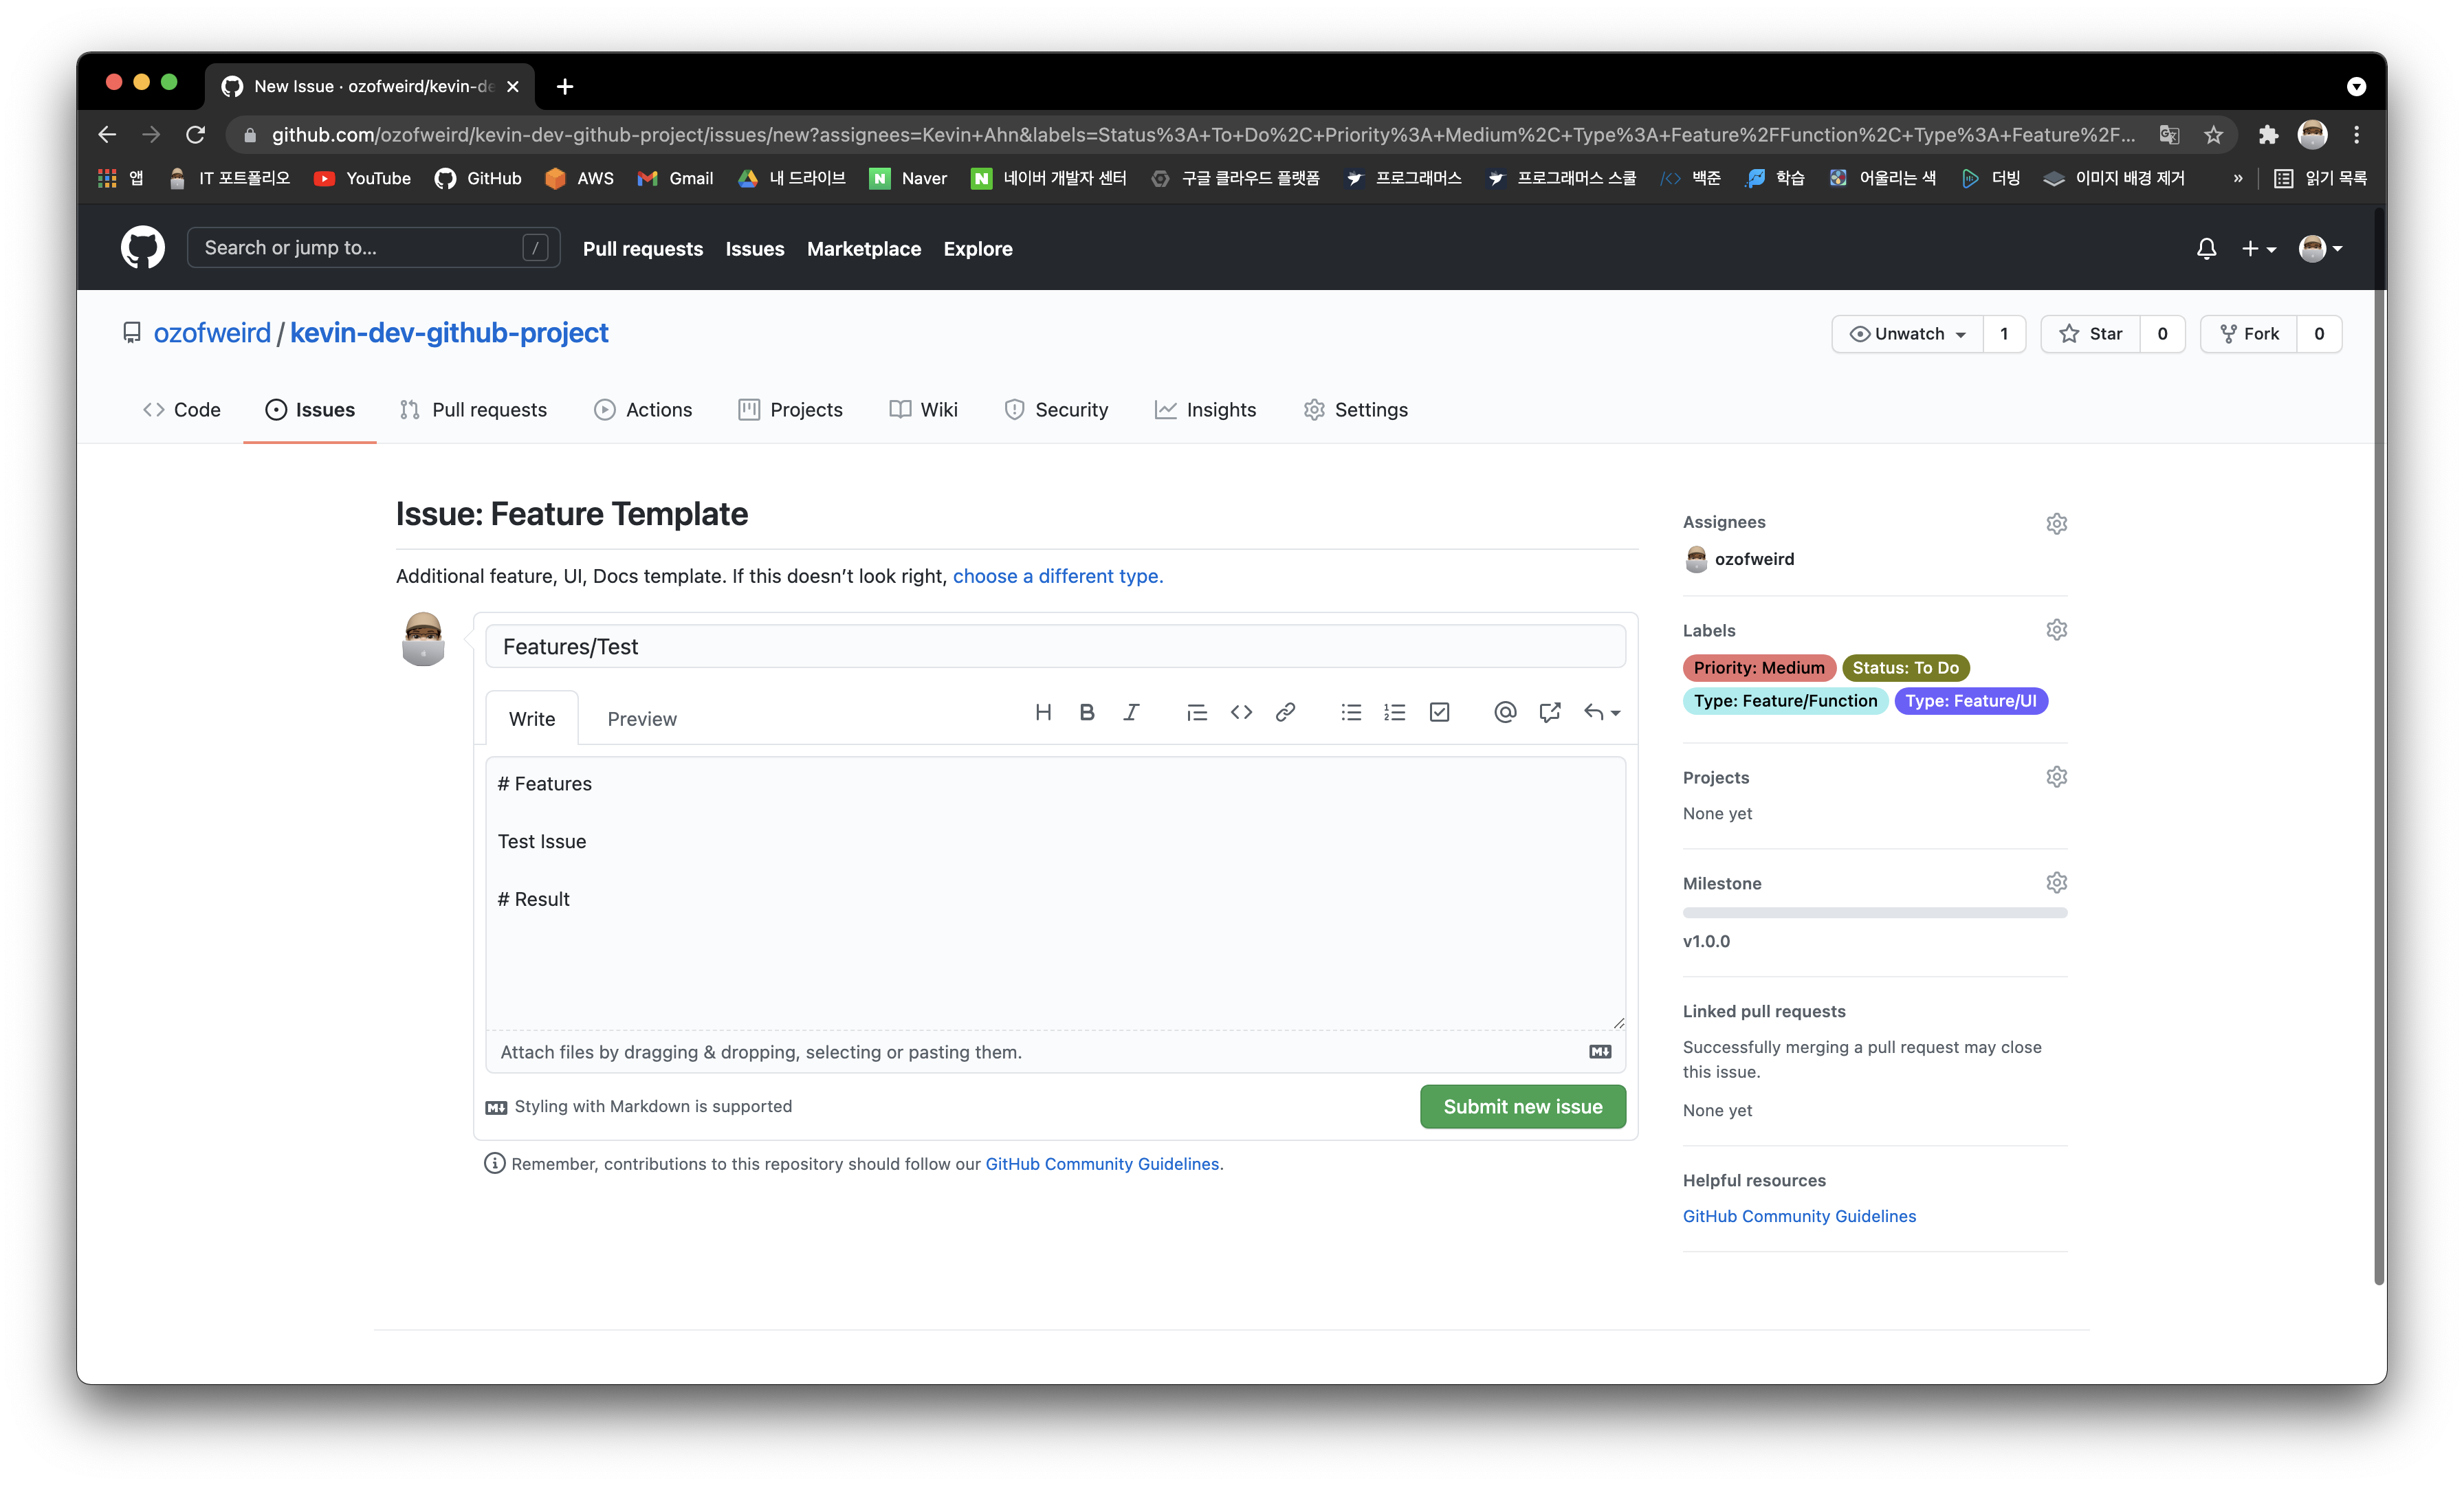 New Issue · ozofweird/kevin-de
github.com/ozofweird/kevin-dev-github-project/issues/new?assignees=Kevin+Ahn&labels=Status%3A+To+Do%2C+Priority%3A+Medium%2C+Type%3A+Feature%2FFunction%2C+Type%3A+Feature%2F...
앱 IT 포트폴리오 YouTube GitHub AWS Gmail 내 드라이브 Naver 네이버 개발자 센터 구글 클라우드 플랫폼 프로그래머스 프로그래머스 스쿨 백준 학습 어울리는 색 더빙 이미지 배경 제거 » 읽기 목록
Search or jump to... / Pull requests Issues Marketplace Explore
ozofweird / kevin-dev-github-project Unwatch 1 Star 0 Fork 0
Code Issues Pull requests Actions Projects Wiki Security Insights Settings
Issue: Feature Template
Additional feature, UI, Docs template. If this doesn’t look right, choose a different type.
Features/Test
Write Preview
# Features
Test Issue
# Result
Attach files by dragging & dropping, selecting or pasting them.
Styling with Markdown is supported
Submit new issue
Remember, contributions to this repository should follow our GitHub Community Guidelines.
Assignees
ozofweird
Labels
Priority: Medium Status: To Do
Type: Feature/Function Type: Feature/UI
Projects
None yet
Milestone
v1.0.0
Linked pull requests
Successfully merging a pull request may close
this issue.
None yet
Helpful resources
GitHub Community Guidelines